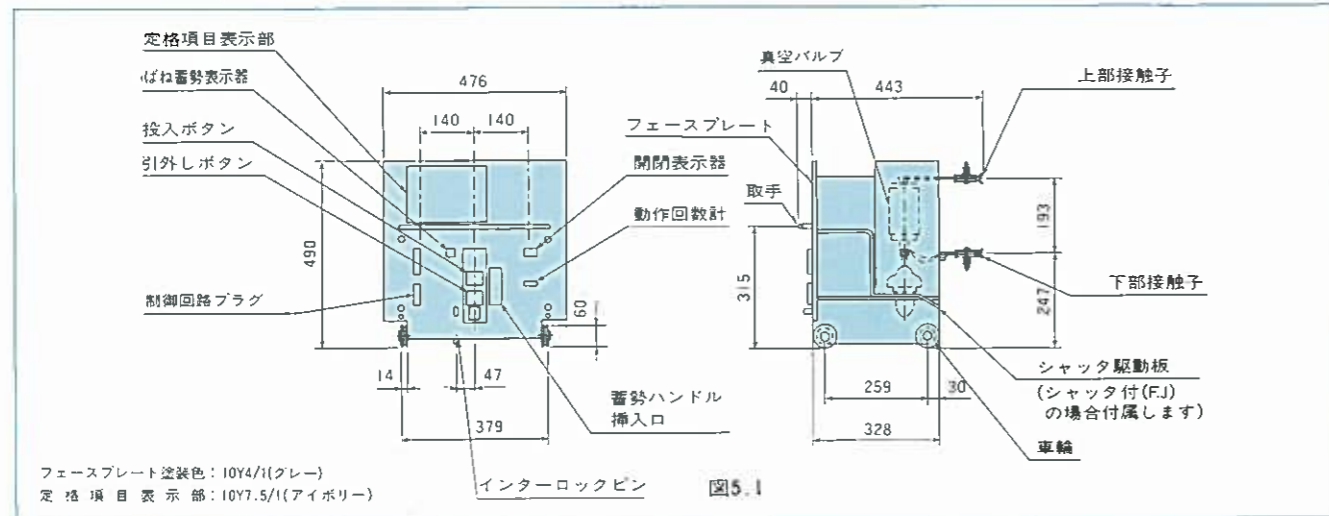 定格項目表示部
ばね蓄勢表示器
投入ボタン
引外しボタン
制御回路プラグ
476
140
140
490
60
14
47
379
開閉表示器
動作回数計
蓄勢ハンドル
挿入口
インターロックピン
真空バルブ
上部接触子
40
443
フェースプレート
取手
193
315
247
下部接触子
259
30
328
シャッタ駆動板
(シャッタ付(F.J)
の場合付属します)
車輪
フェースプレート塗装色:10Y4/1(グレー)
定格項目表示部:10Y7.5/1(アイボリー)
図5.1